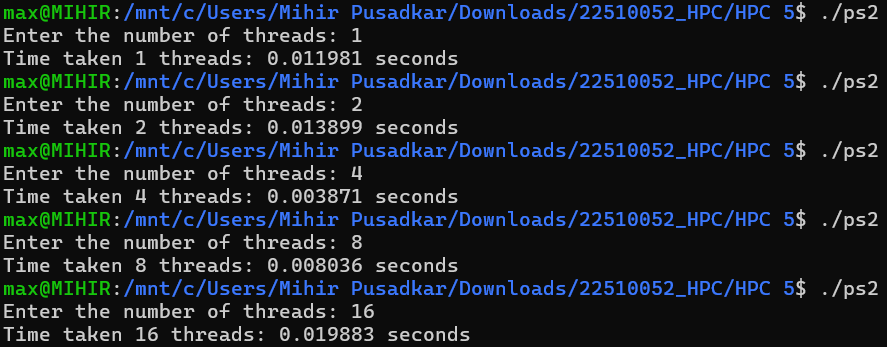 max@MIHIR:/mnt/c/Users/Mihir Pusadkar/Downloads/22510052_HPC/HPC 5$ ./ps2
Enter the number of threads: 1
Time taken 1 threads: 0.011981 seconds
max@MIHIR:/mnt/c/Users/Mihir Pusadkar/Downloads/22510052_HPC/HPC 5$ ./ps2
Enter the number of threads: 2
Time taken 2 threads: 0.013899 seconds
max@MIHIR:/mnt/c/Users/Mihir Pusadkar/Downloads/22510052_HPC/HPC 5$ ./ps2
Enter the number of threads: 4
Time taken 4 threads: 0.003871 seconds
max@MIHIR:/mnt/c/Users/Mihir Pusadkar/Downloads/22510052_HPC/HPC 5$ ./ps2
Enter the number of threads: 8
Time taken 8 threads: 0.008036 seconds
max@MIHIR:/mnt/c/Users/Mihir Pusadkar/Downloads/22510052_HPC/HPC 5$ ./ps2
Enter the number of threads: 16
Time taken 16 threads: 0.019883 seconds